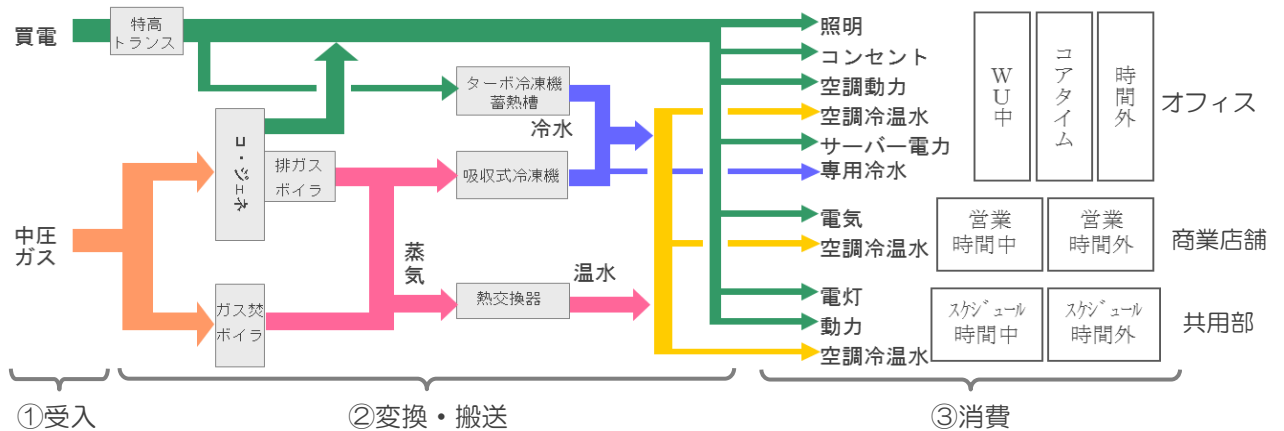 買電
特高
トランス
中圧
ガス
コ・ジェネ
排ガス
ボイラ
ガス焚
ボイラ
蒸
気
ターボ冷凍機
蓄熱槽
冷水
吸収式冷凍機
熱交換器
温水
照明
コンセント
空調動力
空調冷温水
サーバー電力
専用冷水
電気
空調冷温水
電灯
動力
空調冷温水
WU中
コアタイム
時間外
オフィス
営業
時間中
営業
時間外
商業店舗
スケジュール
時間中
スケジュール
時間外
共用部
①受入
②変換・搬送
③消費